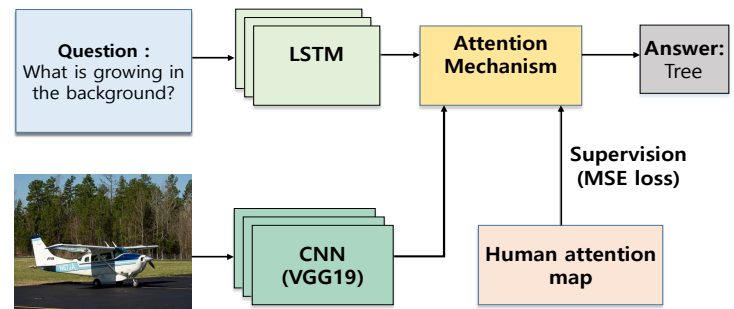 Question :
What is growing in
the background?
LSTM
Attention
Mechanism
Answer:
Tree
Supervision
(MSE loss)
CNN
(VGG19)
Human attention
map